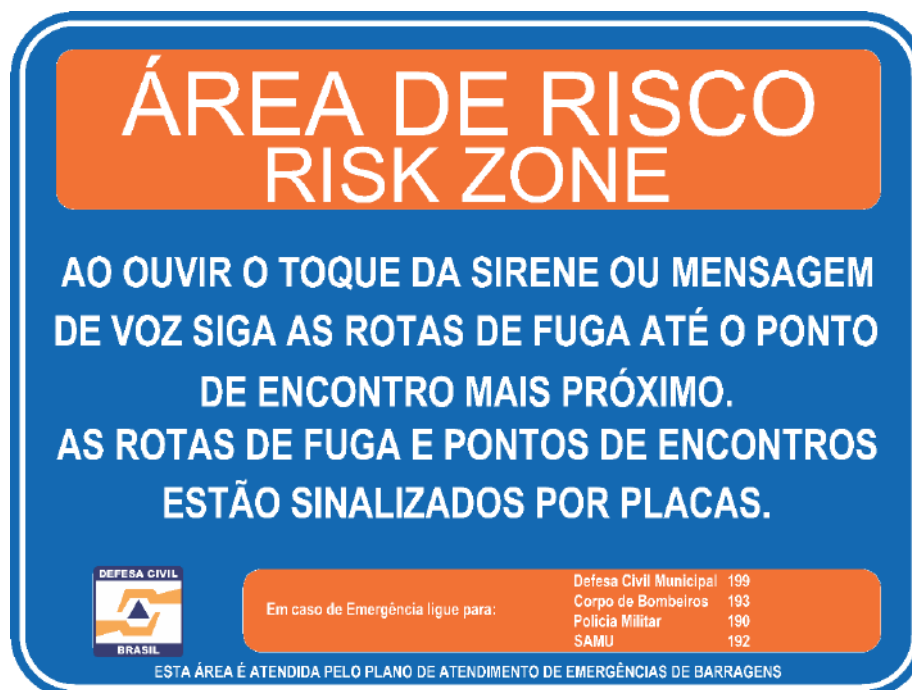 ÁREA DE RISCO
RISK ZONE
AO OUVIR O TOQUE DA SIRENE OU MENSAGEM
DE VOZ SIGA AS ROTAS DE FUGA ATÉ O PONTO
DE ENCONTRO MAIS PRÓXIMO.
AS ROTAS DE FUGA E PONTOS DE ENCONTROS
ESTÃO SINALIZADOS POR PLACAS.
DEFESA CIVIL
BRASIL
Em caso de Emergência ligue para:
Defesa Civil Municipal 199
Corpo de Bombeiros 193
Policia Militar 190
SAMU 192
ESTA ÁREA É ATENDIDA PELO PLANO DE ATENDIMENTO DE EMERGÊNCIAS DE BARRAGENS